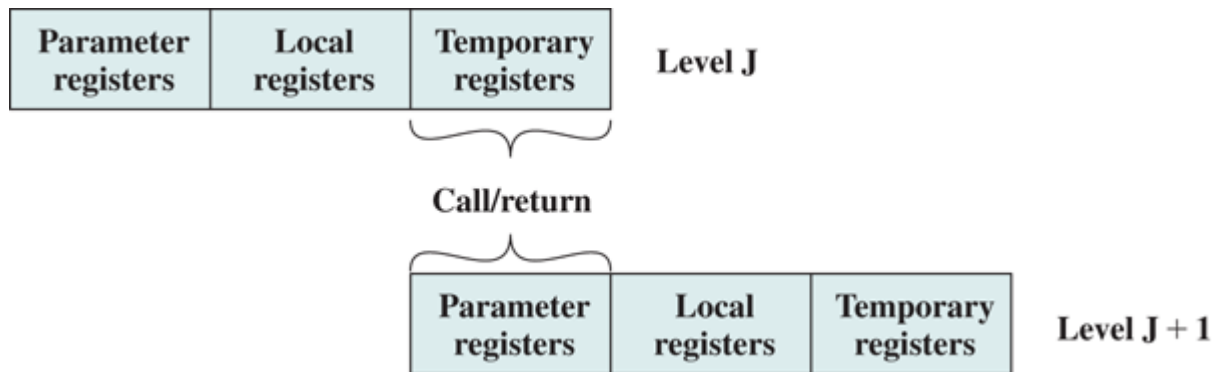 Parameter
registers
Local
registers
Temporary
registers
Level J
Call/return
Parameter
registers
Local
registers
Temporary
registers
Level J + 1